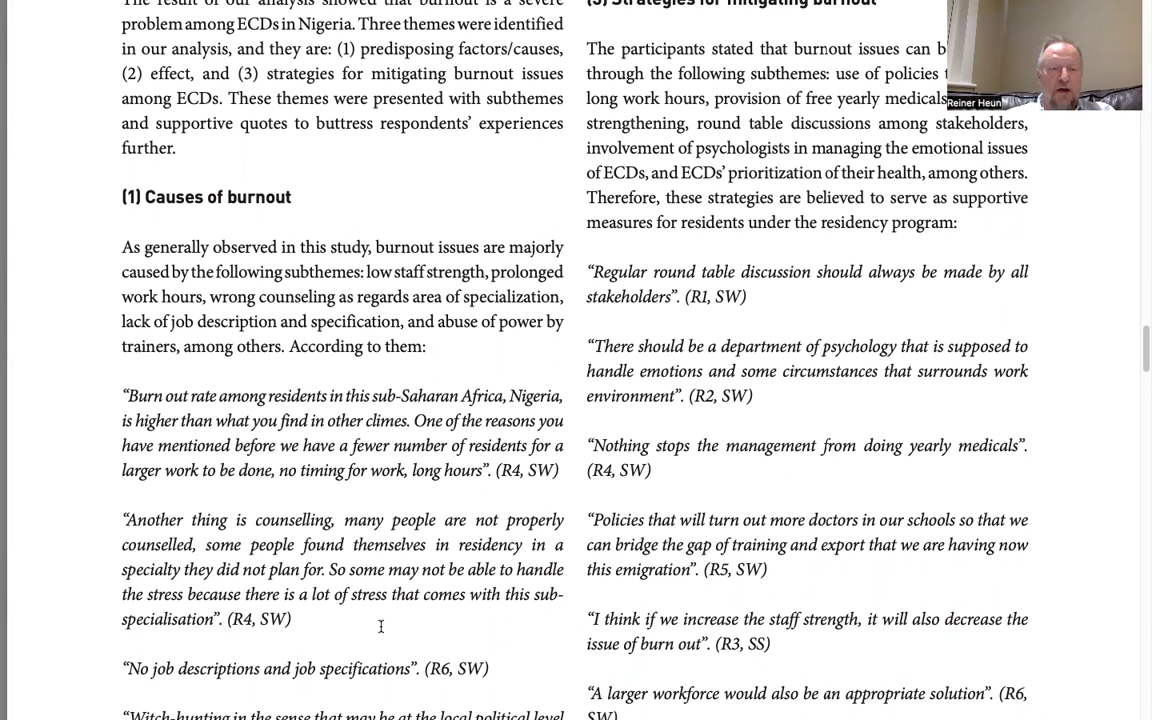 The result of our analysis showed that burnout is a severe
problem among ECDs in Nigeria. Three themes were identified
in our analysis, and they are: (1) predisposing factors/causes,
(2) effect, and (3) strategies for mitigating burnout issues
among ECDs. These themes were presented with subthemes
and supportive quotes to buttress respondents’ experiences
further.
(1) Causes of burnout
As generally observed in this study, burnout issues are majorly
caused by the following subthemes: low staff strength, prolonged
work hours, wrong counseling as regards area of specialization,
lack of job description and specification, and abuse of power by
trainers, among others. According to them:
“Burn out rate among residents in this sub-Saharan Africa, Nigeria,
is higher than what you find in other climes. One of the reasons you
have mentioned before we have a fewer number of residents for a
larger work to be done, no timing for work, long hours”. (R4, SW)
“Another thing is counselling, many people are not properly
counselled, some people found themselves in residency in a
specialty they did not plan for. So some may not be able to handle
the stress because there is a lot of stress that comes with this sub-
specialisation”. (R4, SW)
“No job descriptions and job specifications”. (R6, SW)
“Witch-hunting in the sense that may be at the local political level
(3) Strategies for mitigating burnout
The participants stated that burnout issues can b
through the following subthemes: use of policies
long work hours, provision of free yearly medicals
strengthening, round table discussions among stakeholders,
involvement of psychologists in managing the emotional issues
of ECDs, and ECDs’ prioritization of their health, among others.
Therefore, these strategies are believed to serve as supportive
measures for residents under the residency program:
“Regular round table discussion should always be made by all
stakeholders”. (R1, SW)
“There should be a department of psychology that is supposed to
handle emotions and some circumstances that surrounds work
environment”. (R2, SW)
“Nothing stops the management from doing yearly medicals”.
(R4, SW)
“Policies that will turn out more doctors in our schools so that we
can bridge the gap of training and export that we are having now
this emigration”. (R5, SW)
“I think if we increase the staff strength, it will also decrease the
issue of burn out”. (R3, SS)
“A larger workforce would also be an appropriate solution”. (R6,
SW)
Reiner Heun